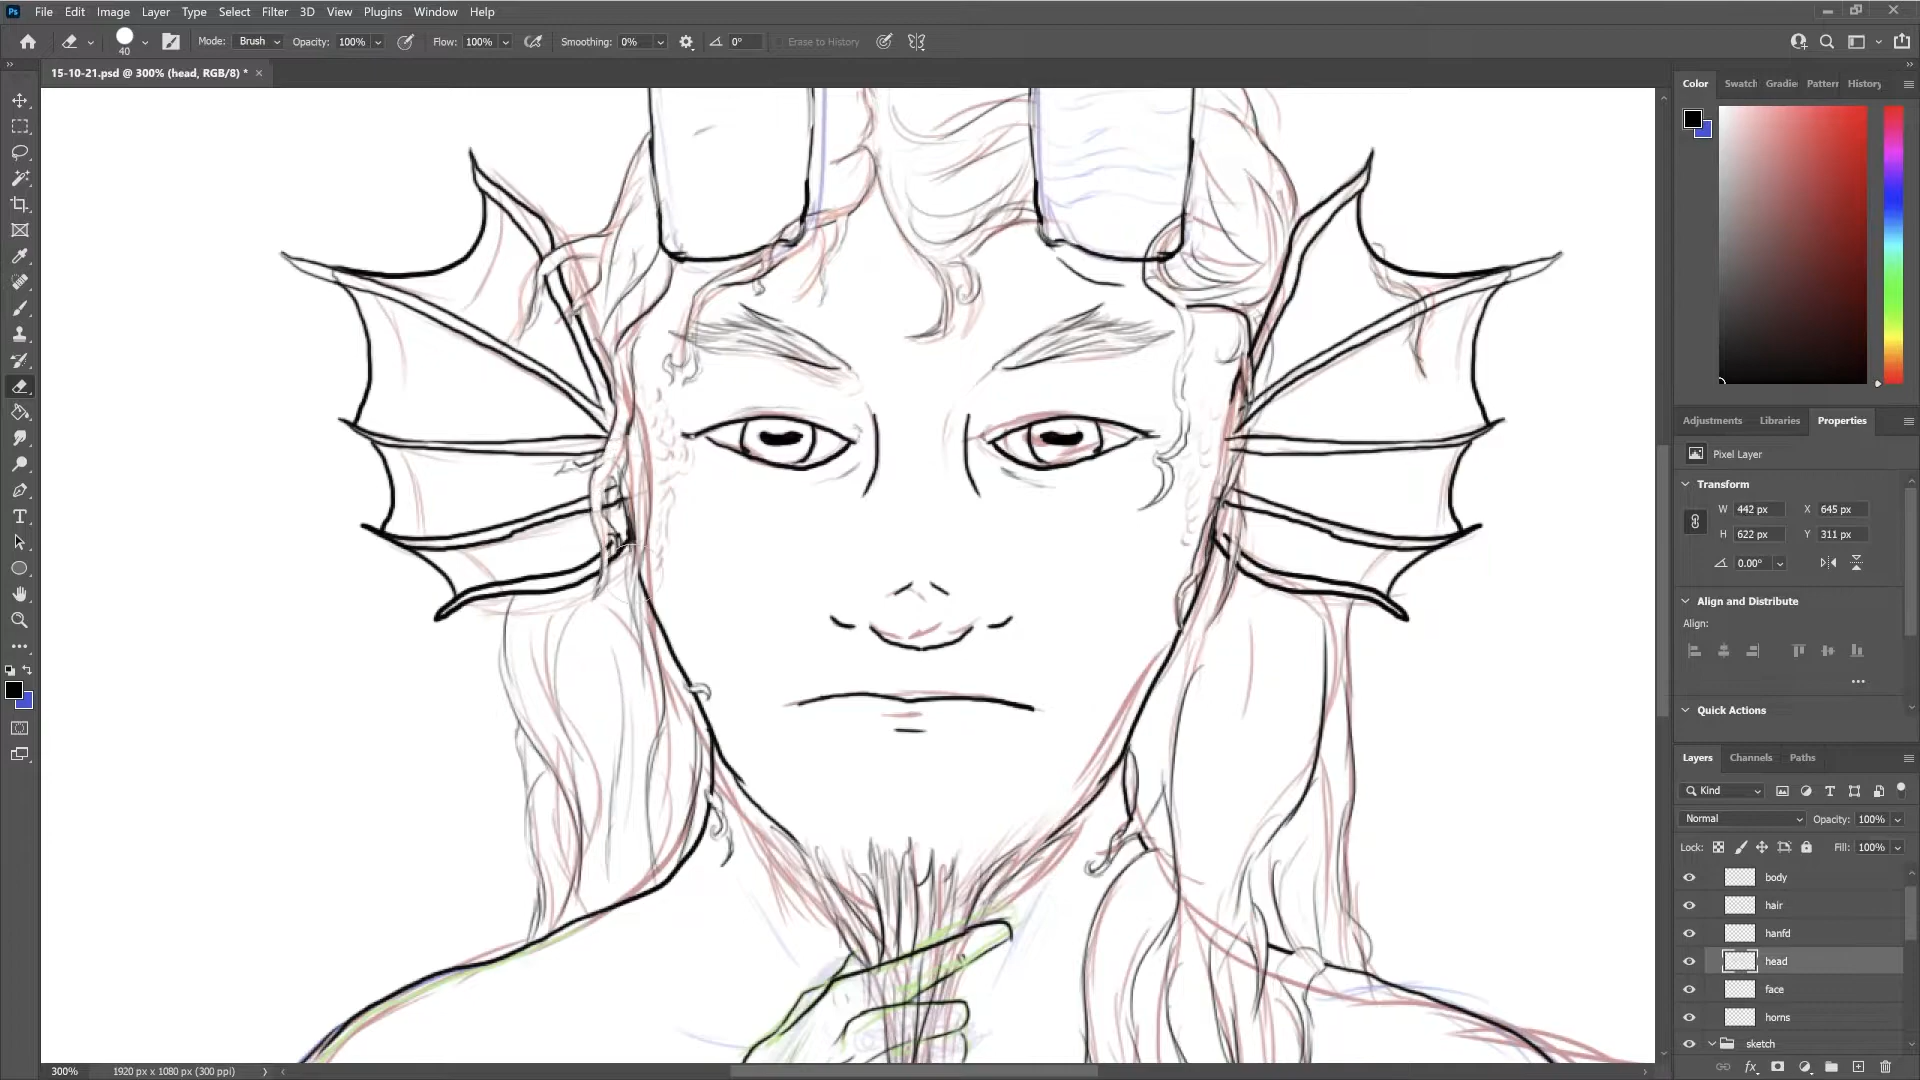 Ps File Edit Image Layer Type Select Filter 3D View Plugins Window Help
40 Mode: Brush Opacity: 100% Flow: 100% Smoothing: 0% 0° Erase to History
15-10-21.psd @ 300% (head, RGB/8) * ×
Color Swatch Gradie Pattern History
Adjustments Libraries Properties
Pixel Layer
Transform
W 442 px X 645 px
H 622 px Y 311 px
0.00°
Align and Distribute
Align:
Quick Actions
Layers Channels Paths
Kind
Normal Opacity: 100%
Lock: Fill: 100%
body
hair
hanfd
head
face
horns
sketch
300% 1920 px x 1080 px (300 ppi)